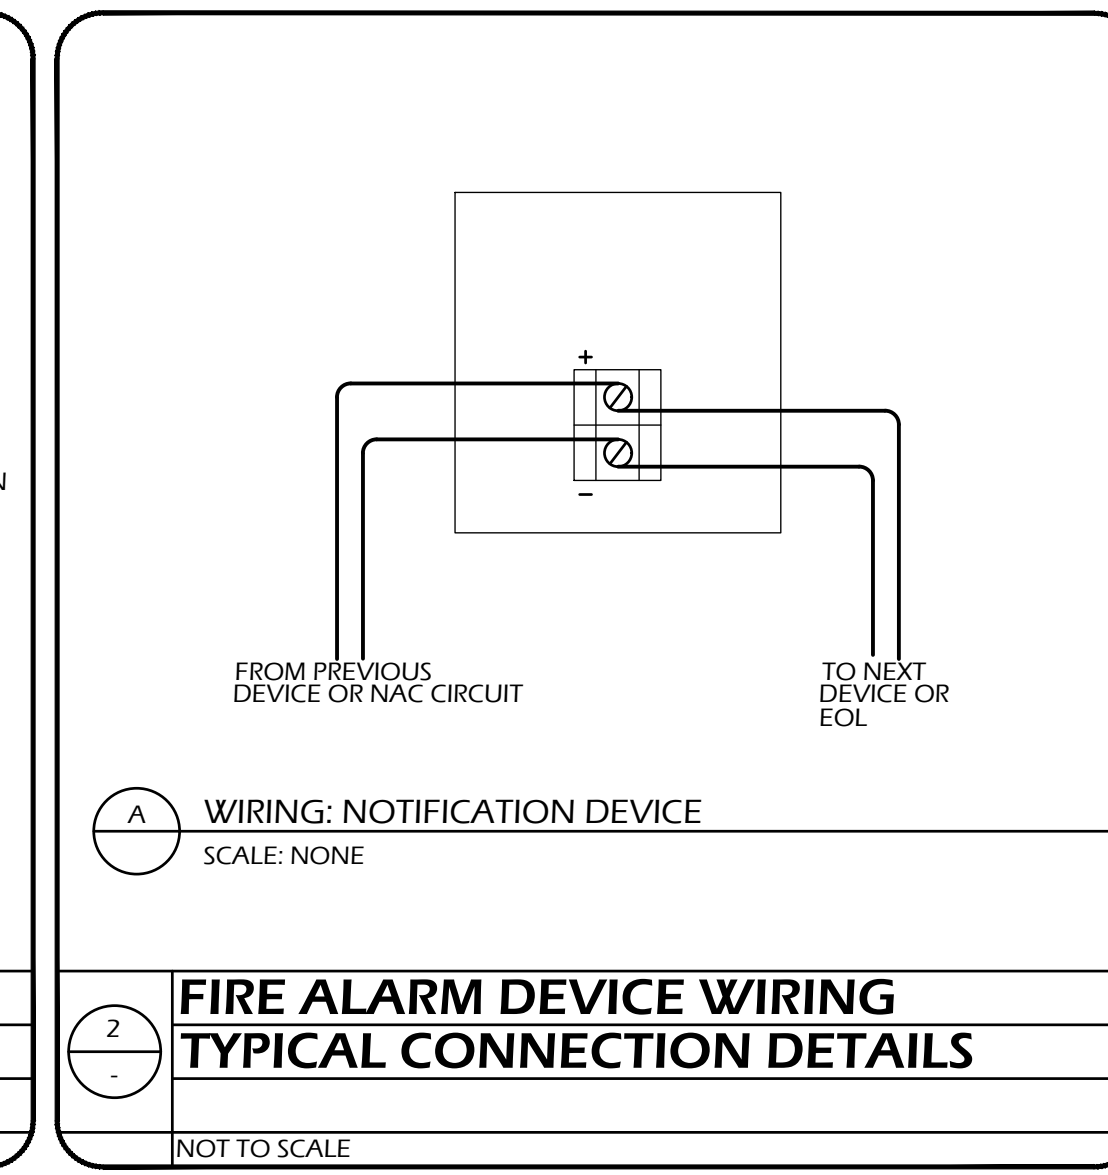 +
−
FROM PREVIOUS
DEVICE OR NAC CIRCUIT
TO NEXT
DEVICE OR
EOL
A
WIRING: NOTIFICATION DEVICE
SCALE: NONE
2
-
FIRE ALARM DEVICE WIRING
TYPICAL CONNECTION DETAILS
NOT TO SCALE